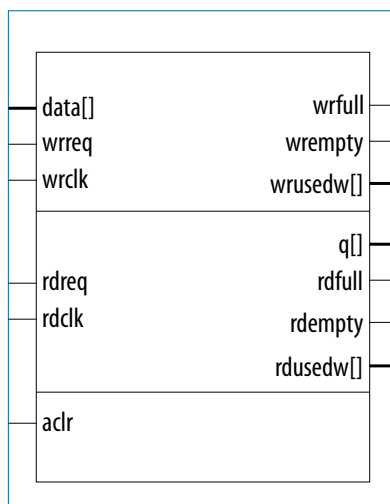 data[]
wrreq
wrclk
wrfull
wrempty
wrusedw[]
rdreq
rdclk
q[]
rdfull
rdempty
rdusedw[]
aclr